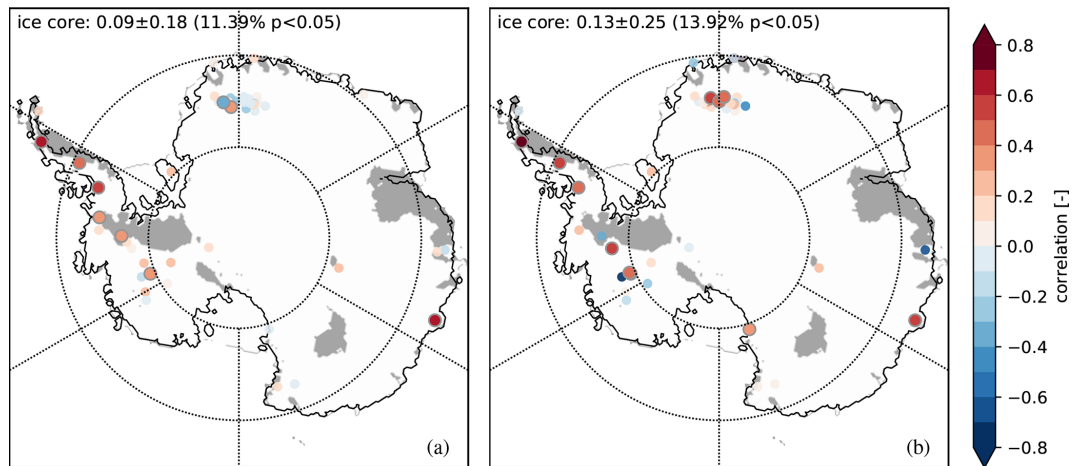 ice core: 0.09±0.18 (11.39% p<0.05)
(a)
ice core: 0.13±0.25 (13.92% p<0.05)
(b)
0.8
0.6
0.4
0.2
0.0
−0.2
−0.4
−0.6
−0.8
correlation [-]